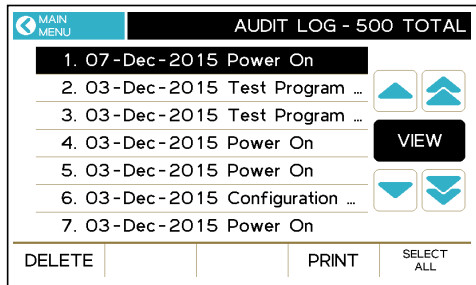 MAIN
MENU
AUDIT LOG - 500 TOTAL
1. 07-Dec-2015 Power On
2. 03-Dec-2015 Test Program ...
3. 03-Dec-2015 Test Program ...
4. 03-Dec-2015 Power On
5. 03-Dec-2015 Power On
6. 03-Dec-2015 Configuration ...
7. 03-Dec-2015 Power On
VIEW
DELETE
PRINT
SELECT
ALL